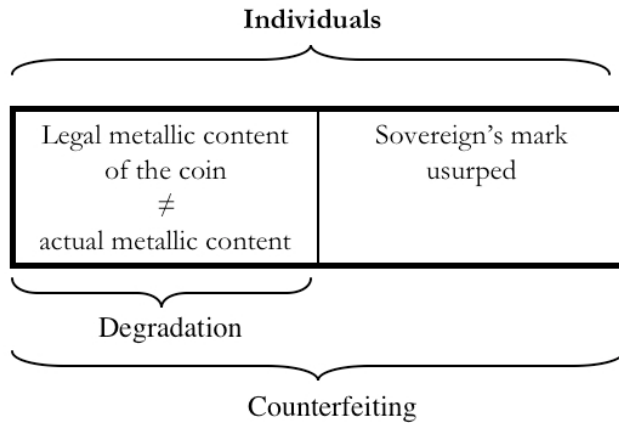 Individuals
Legal metallic content
of the coin
≠
actual metallic content
Sovereign’s mark
usurped
Degradation
Counterfeiting